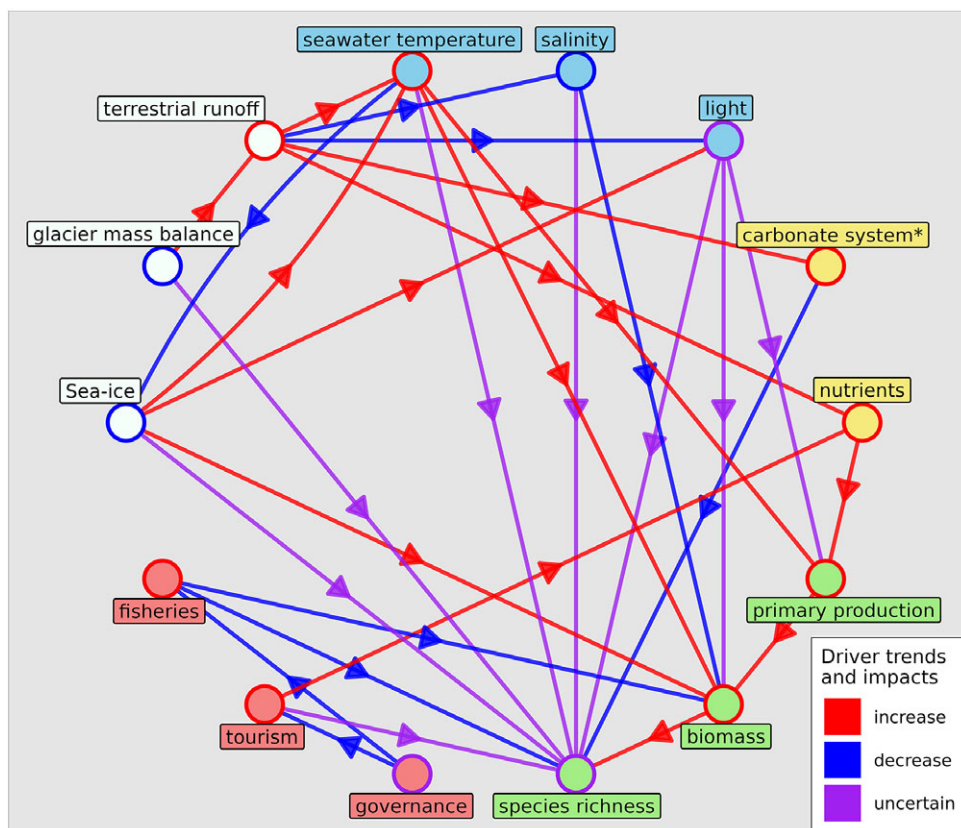 seawater temperature
salinity
terrestrial runoff
light
glacier mass balance
carbonate system*
Sea-ice
nutrients
fisheries
primary production
tourism
biomass
governance
species richness
Driver trends
and impacts
increase
decrease
uncertain